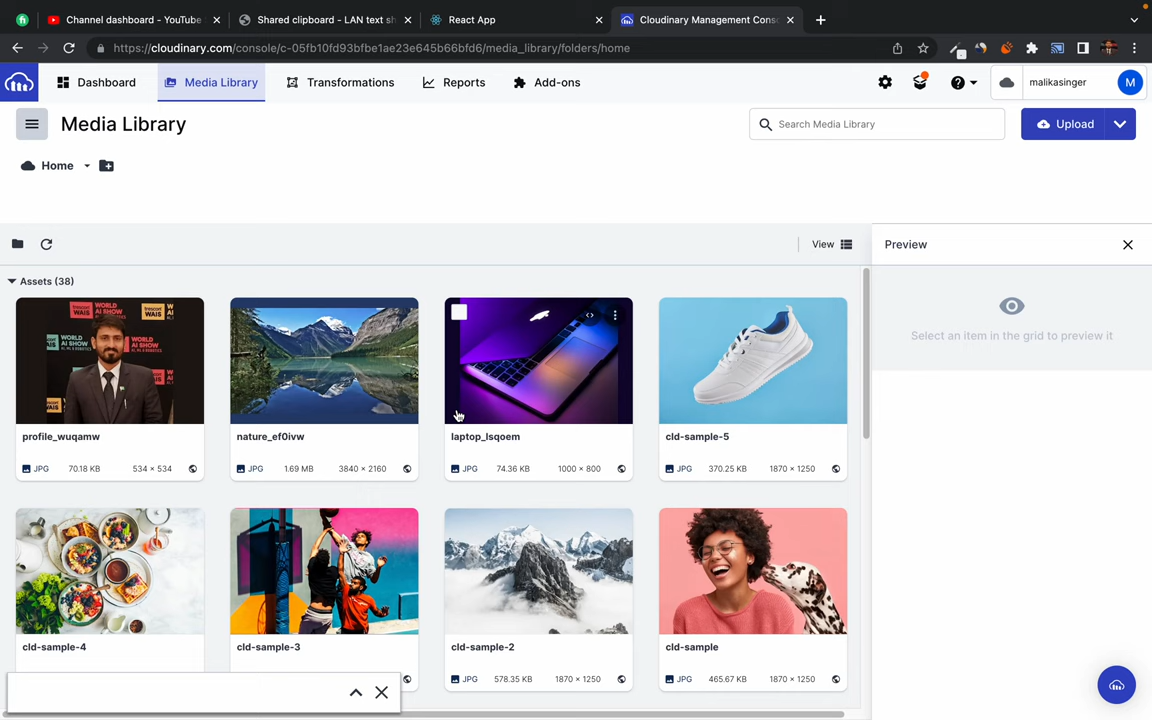 Channel dashboard - YouTube
Shared clipboard - LAN text sh
React App
Cloudinary Management Cons
https://cloudinary.com/console/c-05fb10fd93bfbe1ae23e645b66bfd6/media_library/folders/home
Dashboard
Media Library
Transformations
Reports
Add-ons
malikasinger
M
Media Library
Search Media Library
Upload
Home
View
Preview
Assets (38)
Select an item in the grid to preview it
WORLD
AI SHOW
profile_wuqamw
nature_ef0ivw
laptop_lsqoem
cld-sample-5
JPG 70.18 KB 534 × 534
JPG 1.69 MB 3840 × 2160
JPG 74.36 KB 1000 × 800
JPG 370.25 KB 1870 × 1250
cld-sample-4
cld-sample-3
cld-sample-2
cld-sample
JPG 578.35 KB 1870 × 1250
JPG 465.67 KB 1870 × 1250